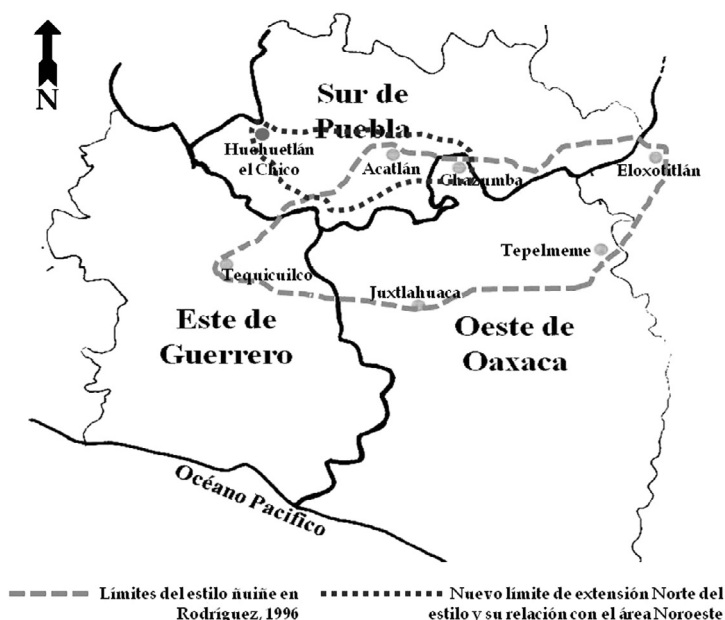 N
Sur de
Puebla
Huehuetlán
el Chico
Acatlán
Chazumba
Eloxotitlán
Tepelmeme
Tequicuilco
Juxtlahuaca
Este de
Guerrero
Oeste de
Oaxaca
Océano Pacifico
Límites del estilo ñuiñe en
Rodríguez, 1996
Nuevo límite de extensión Norte del
estilo y su relación con el área Noroeste